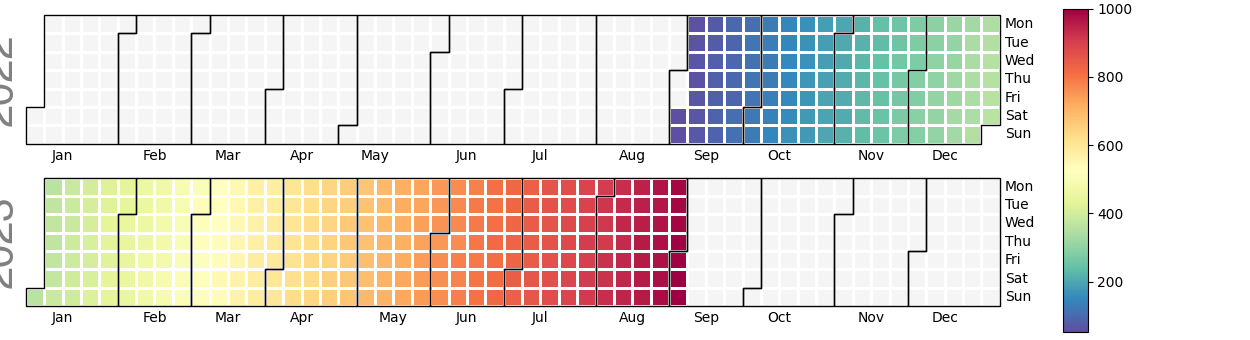 2022
Mon
Tue
Wed
Thu
Fri
Sat
Sun
Jan Feb Mar Apr May Jun Jul Aug Sep Oct Nov Dec
2023
Mon
Tue
Wed
Thu
Fri
Sat
Sun
Jan Feb Mar Apr May Jun Jul Aug Sep Oct Nov Dec
1000
800
600
400
200